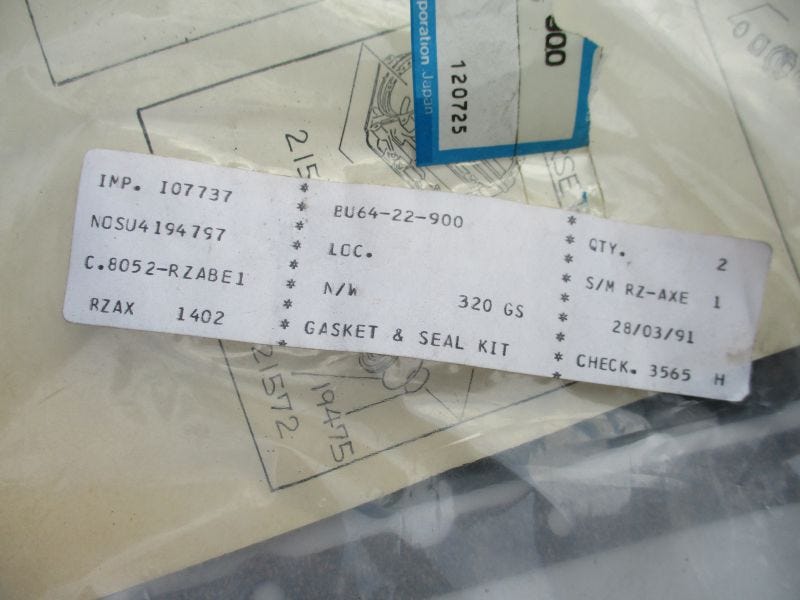 poration Japan
120725
900
215
ASSEM
IMP. I07737
NOSU4194797
C.8052-RZABE1
RZAX 1402
*
*
*
*
*
*
*
*
BU64-22-900
LOC.
N/W 320 GS
GASKET & SEAL KIT
*
*
*
*
*
*
*
*
QTY. 2
S/M RZ-AXE 1
28/03/91
CHECK. 3565 H
21572
19475